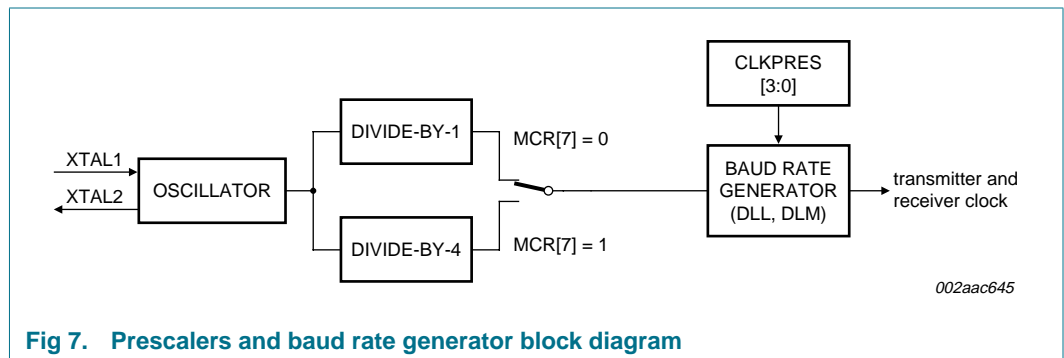 CLKPRES
[3:0]
DIVIDE-BY-1
MCR[7] = 0
XTAL1
XTAL2
OSCILLATOR
BAUD RATE
GENERATOR
(DLL, DLM)
transmitter and
receiver clock
DIVIDE-BY-4
MCR[7] = 1
002aac645
Fig 7. Prescalers and baud rate generator block diagram